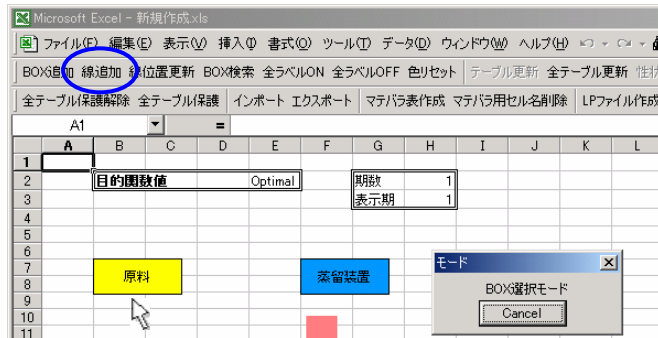 Microsoft Excel - 新規作成.xls
ファイル(F) 編集(E) 表示(V) 挿入(I) 書式(O) ツール(T) データ(D) ウィンドウ(W) ヘルプ(H)
BOX追加 線追加 線位置更新 BOX検索 全ラベルON 全ラベルOFF 色リセット テーブル更新 全テーブル更新
全テーブル保護解除 全テーブル保護 インポート エクスポート マテバラ表作成 マテバラ用セル名削除 LPファイル作成
A1 =
A B C D E F G H I J K L
1
2 目的関数値 Optimal 期数 1
3 表示期 1
4
5
6
7
8
9
10
11
原料 蒸留装置
モード
BOX選択モード
Cancel